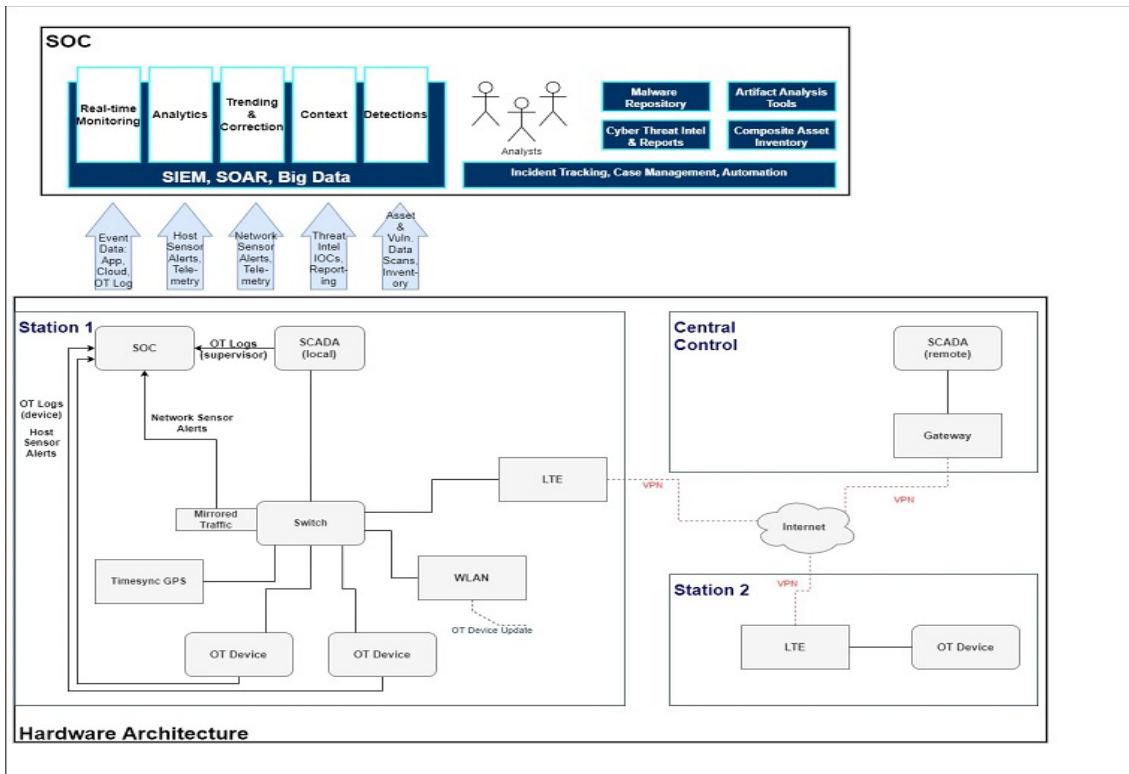 SOC
Real-time
Monitoring
Analytics
Trending
&
Correction
Context
Detections
SIEM, SOAR, Big Data
Analysts
Malware
Repository
Artifact Analysis
Tools
Cyber Threat Intel
& Reports
Composite Asset
Inventory
Incident Tracking, Case Management, Automation
Event
Data:
App,
Cloud,
OT Log
Host
Sensor
Alerts,
Tele-
metry
Network
Sensor
Alerts,
Tele-
metry
Threat
Intel
IOCs,
Report-
ing
Asset
&
Vuln.
Data
Scans,
Invent-
ory
Station 1
SOC
OT Logs
(supervisor)
SCADA
(local)
OT Logs
(device)
Host
Sensor
Alerts
Network Sensor
Alerts
Mirrored
Traffic
Switch
LTE
VPN
Timesync GPS
WLAN
OT Device Update
OT Device
OT Device
Central
Control
SCADA
(remote)
Gateway
VPN
Internet
VPN
Station 2
LTE
OT Device
Hardware Architecture